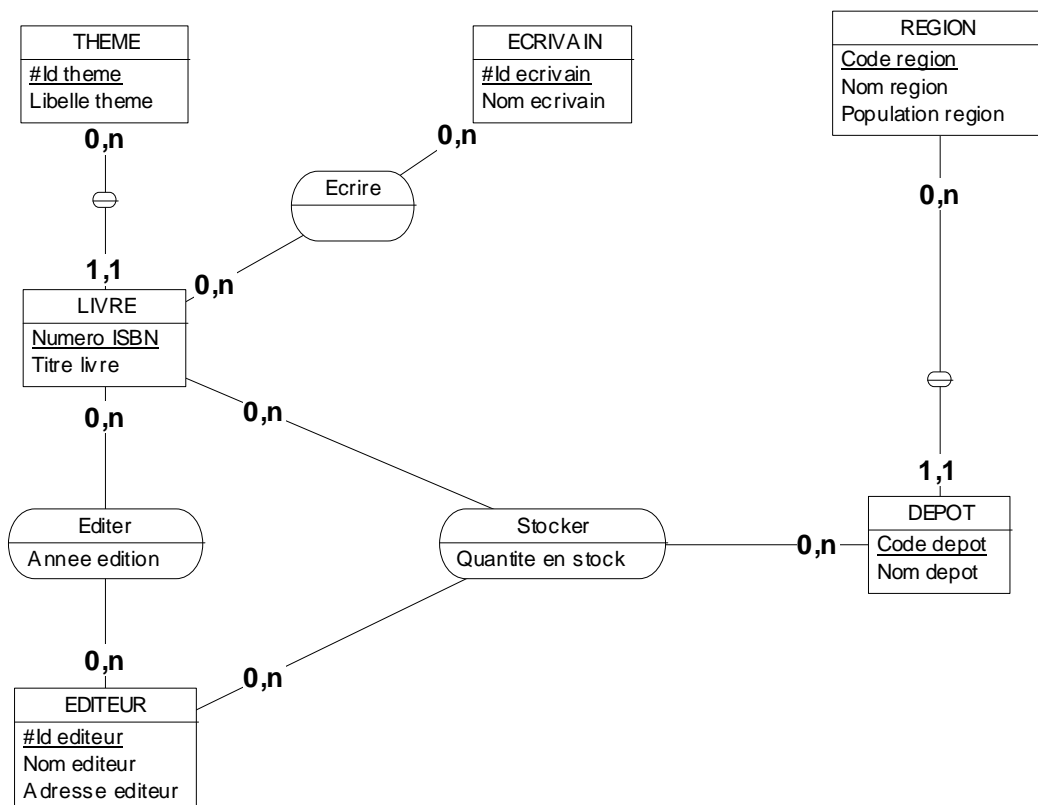 THEME
#Id theme
Libelle theme
ECRIVAIN
#Id ecrivain
Nom ecrivain
REGION
Code region
Nom region
Population region
0,n
0,n
0,n
Ecrire
1,1
0,n
LIVRE
Numero ISBN
Titre livre
0,n
0,n
1,1
Editer
Annee edition
Stocker
Quantite en stock
0,n
DEPOT
Code depot
Nom depot
0,n
0,n
EDITEUR
#Id editeur
Nom editeur
Adresse editeur